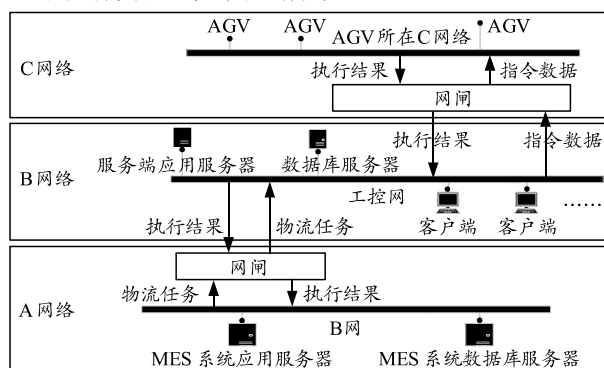 AGV AGV AGV
AGV所在C网络
C网络
执行结果 指令数据
网闸
执行结果 指令数据
服务端应用服务器 数据库服务器
B网络
工控网
客户端 客户端 ……
执行结果 物流任务
网闸
物流任务 执行结果
A网络
B网
MES系统应用服务器 MES系统数据库服务器